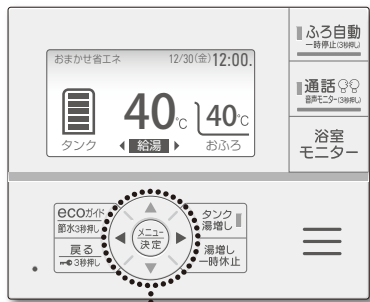 おまかせ省エネ 12/30(金)12:00.
40℃ 40℃
タンク 給湯 おふろ
ふろ自動
一時停止(3秒押し)
通話
音声モニター(3秒押し)
浴室
モニター
ecoガイド
節水3秒押し
戻る
3秒押し
メニュー
決定
タンク
湯増し
湯増し
一時休止